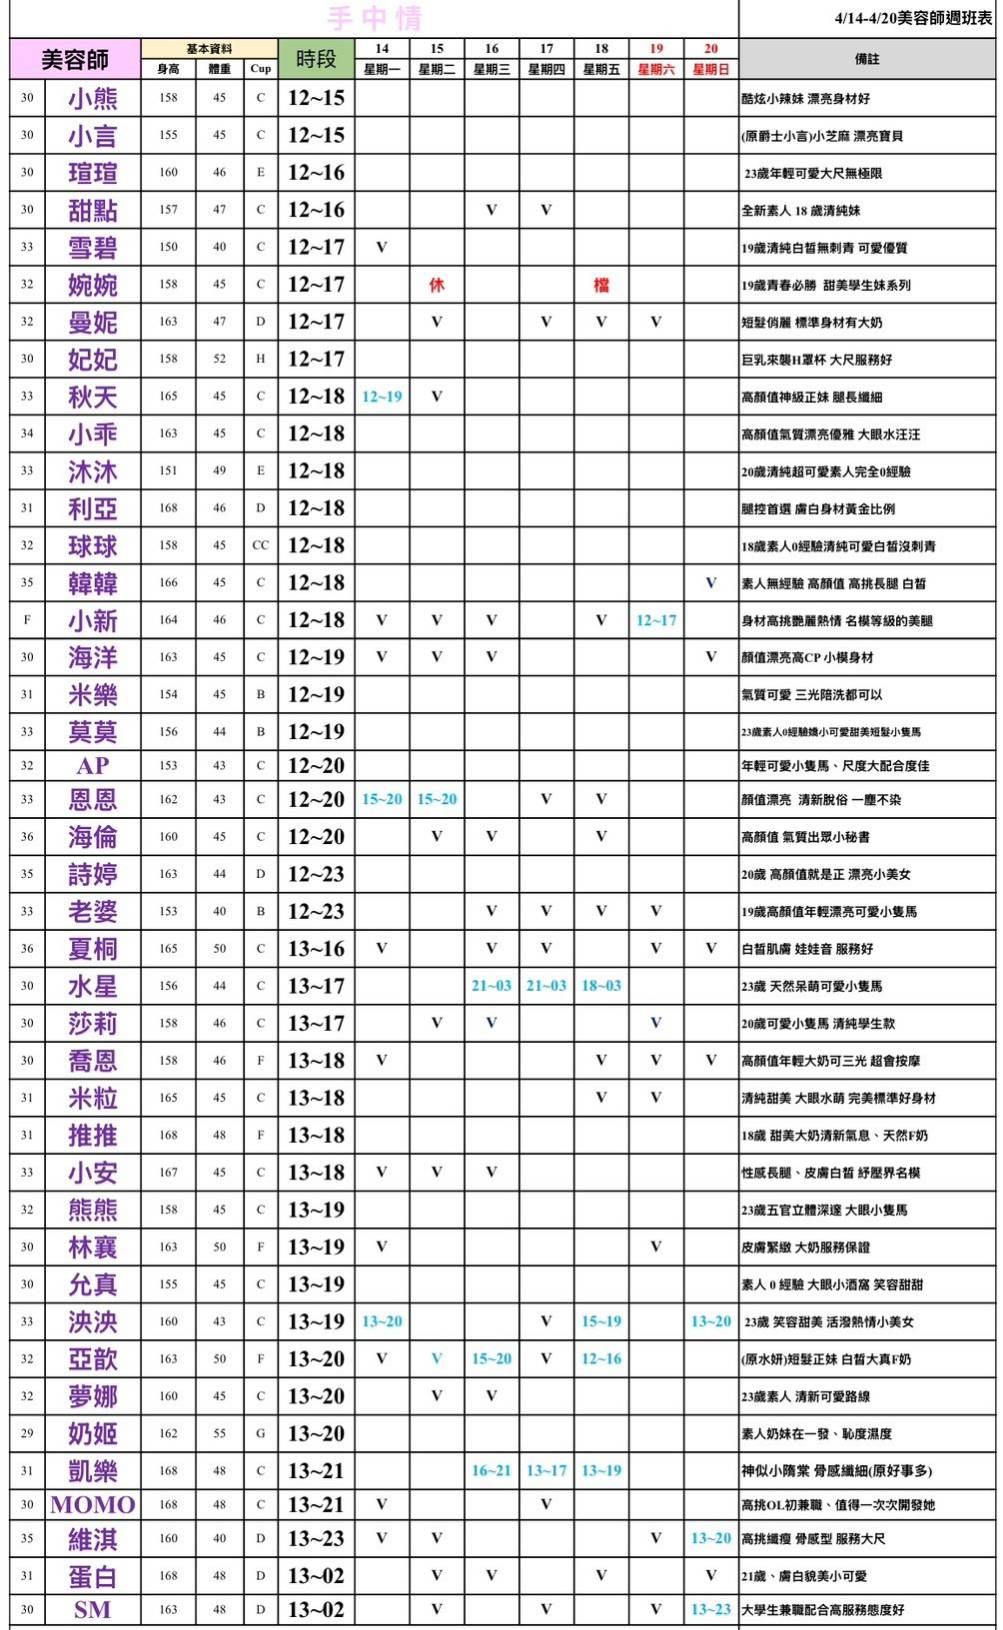 手中情 4/14-4/20美容師週班表
美容師 基本資料 時段 14 15 16 17 18 19 20 備註
身高 體重 Cup 星期一 星期二 星期三 星期四 星期五 星期六 星期日
30 小熊 158 45 C 12~15 酷炫小辣妹 漂亮身材好
30 小言 155 45 C 12~15 (原爵士小言)小芝麻 漂亮寶貝
30 瑄瑄 160 46 E 12~16 23歲年輕可愛大尺無極限
30 甜點 157 47 C 12~16 V V 全新素人 18 歲清純妹
33 雪碧 150 40 C 12~17 V 19歲清純白皙無刺青 可愛優質
32 婉婉 158 45 C 12~17 休 檔 19歲青春必勝 甜美學生妹系列
32 曼妮 163 47 D 12~17 V V V V 短髮俏麗 標準身材有大奶
30 妃妃 158 52 H 12~17 巨乳來襲H罩杯 大尺服務好
33 秋天 165 45 C 12~18 12~19 V 高顏值神級正妹 腿長纖細
34 小乖 163 45 C 12~18 高顏值氣質漂亮優雅 大眼水汪汪
33 沐沐 151 49 E 12~18 20歲清純超可愛素人完全0經驗
31 利亞 168 46 D 12~18 腿控首選 膚白身材黃金比例
32 球球 158 45 CC 12~18 18歲素人0經驗清純可愛白皙沒刺青
35 韓韓 166 45 C 12~18 V 素人無經驗 高顏值 高挑長腿 白皙
F 小新 164 46 C 12~18 V V V V 12~17 身材高挑艷麗熱情 名模等級的美腿
30 海洋 163 45 C 12~19 V V V V 顏值漂亮高CP 小模身材
31 米樂 154 45 B 12~19 氣質可愛 三光陪洗都可以
33 莫莫 156 44 B 12~19 23歲素人0經驗嬌小可愛甜美短髮小隻馬
32 AP 153 43 C 12~20 年輕可愛小隻馬、尺度大配合度佳
33 恩恩 162 43 C 12~20 15~20 15~20 V V 顏值漂亮 清新脫俗 一塵不染
36 海倫 160 45 C 12~20 V V V 高顏值 氣質出眾小秘書
35 詩婷 163 44 D 12~23 20歲 高顏值就是正 漂亮小美女
33 老婆 153 40 B 12~23 V V V V 19歲高顏值年輕漂亮可愛小隻馬
36 夏桐 165 50 C 13~16 V V V V V 白皙肌膚 娃娃音 服務好
30 水星 156 44 C 13~17 21~03 21~03 18~03 23歲 天然呆萌可愛小隻馬
30 莎莉 158 46 C 13~17 V V V 20歲可愛小隻馬 清純學生款
30 喬恩 158 46 F 13~18 V V V V 高顏值年輕大奶可三光 超會按摩
31 米粒 165 45 C 13~18 V V 清純甜美 大眼水萌 完美標準好身材
31 推推 168 48 F 13~18 18歲 甜美大奶清新氣息、天然F奶
33 小安 167 45 C 13~18 V V V 性感長腿、皮膚白皙 紓壓界名模
32 熊熊 158 45 C 13~19 23歲五官立體深邃 大眼小隻馬
30 林襄 163 50 F 13~19 V V 皮膚緊緻 大奶服務保證
30 允真 155 45 C 13~19 素人 0 經驗 大眼小酒窩 笑容甜甜
33 泱泱 160 43 C 13~19 13~20 V 15~19 13~20 23歲 笑容甜美 活潑熱情小美女
32 亞歆 163 50 F 13~20 V V 15~20 V 12~16 (原水妍)短髮正妹 白皙大真F奶
32 夢娜 160 45 C 13~20 V V 23歲素人 清新可愛路線
29 奶姬 162 55 G 13~20 素人奶妹在一發、恥度濕度
31 凱樂 168 48 C 13~21 16~21 13~17 13~19 神似小隋棠 骨感纖細(原好事多)
30 MOMO 168 48 C 13~21 V V 高挑OL初兼職、值得一次次開發她
35 維淇 160 40 D 13~23 V V V 13~20 高挑纖瘦 骨感型 服務大尺
31 蛋白 168 48 D 13~02 V V V V 21歲、膚白貌美小可愛
30 SM 163 48 D 13~02 V V V 13~23 大學生兼職配合高服務態度好